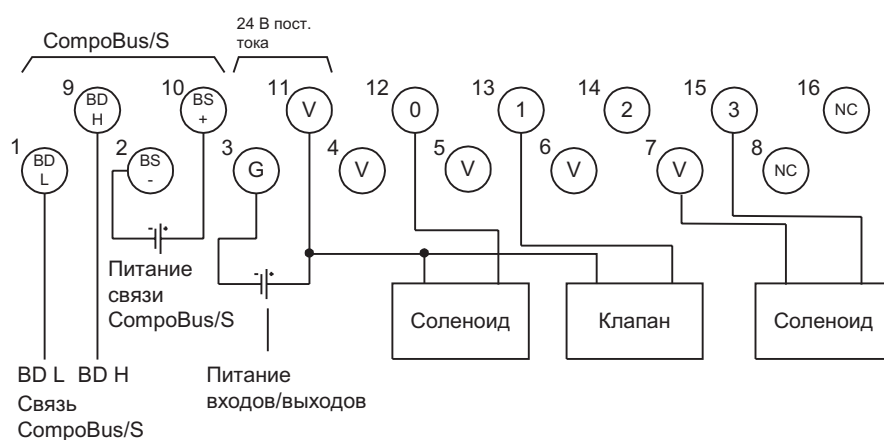 24 В пост.
тока
CompoBus/S
9 BD H
10 BS +
11 V
12 0
13 1
14 2
15 3
16 NC
1 BD L
2 BS -
3 G
4 V
5 V
6 V
7 V
8 NC
- +
- +
Питание
связи
CompoBus/S
Соленоид
Клапан
Соленоид
BD L BD H
Связь
CompoBus/S
Питание
входов/выходов